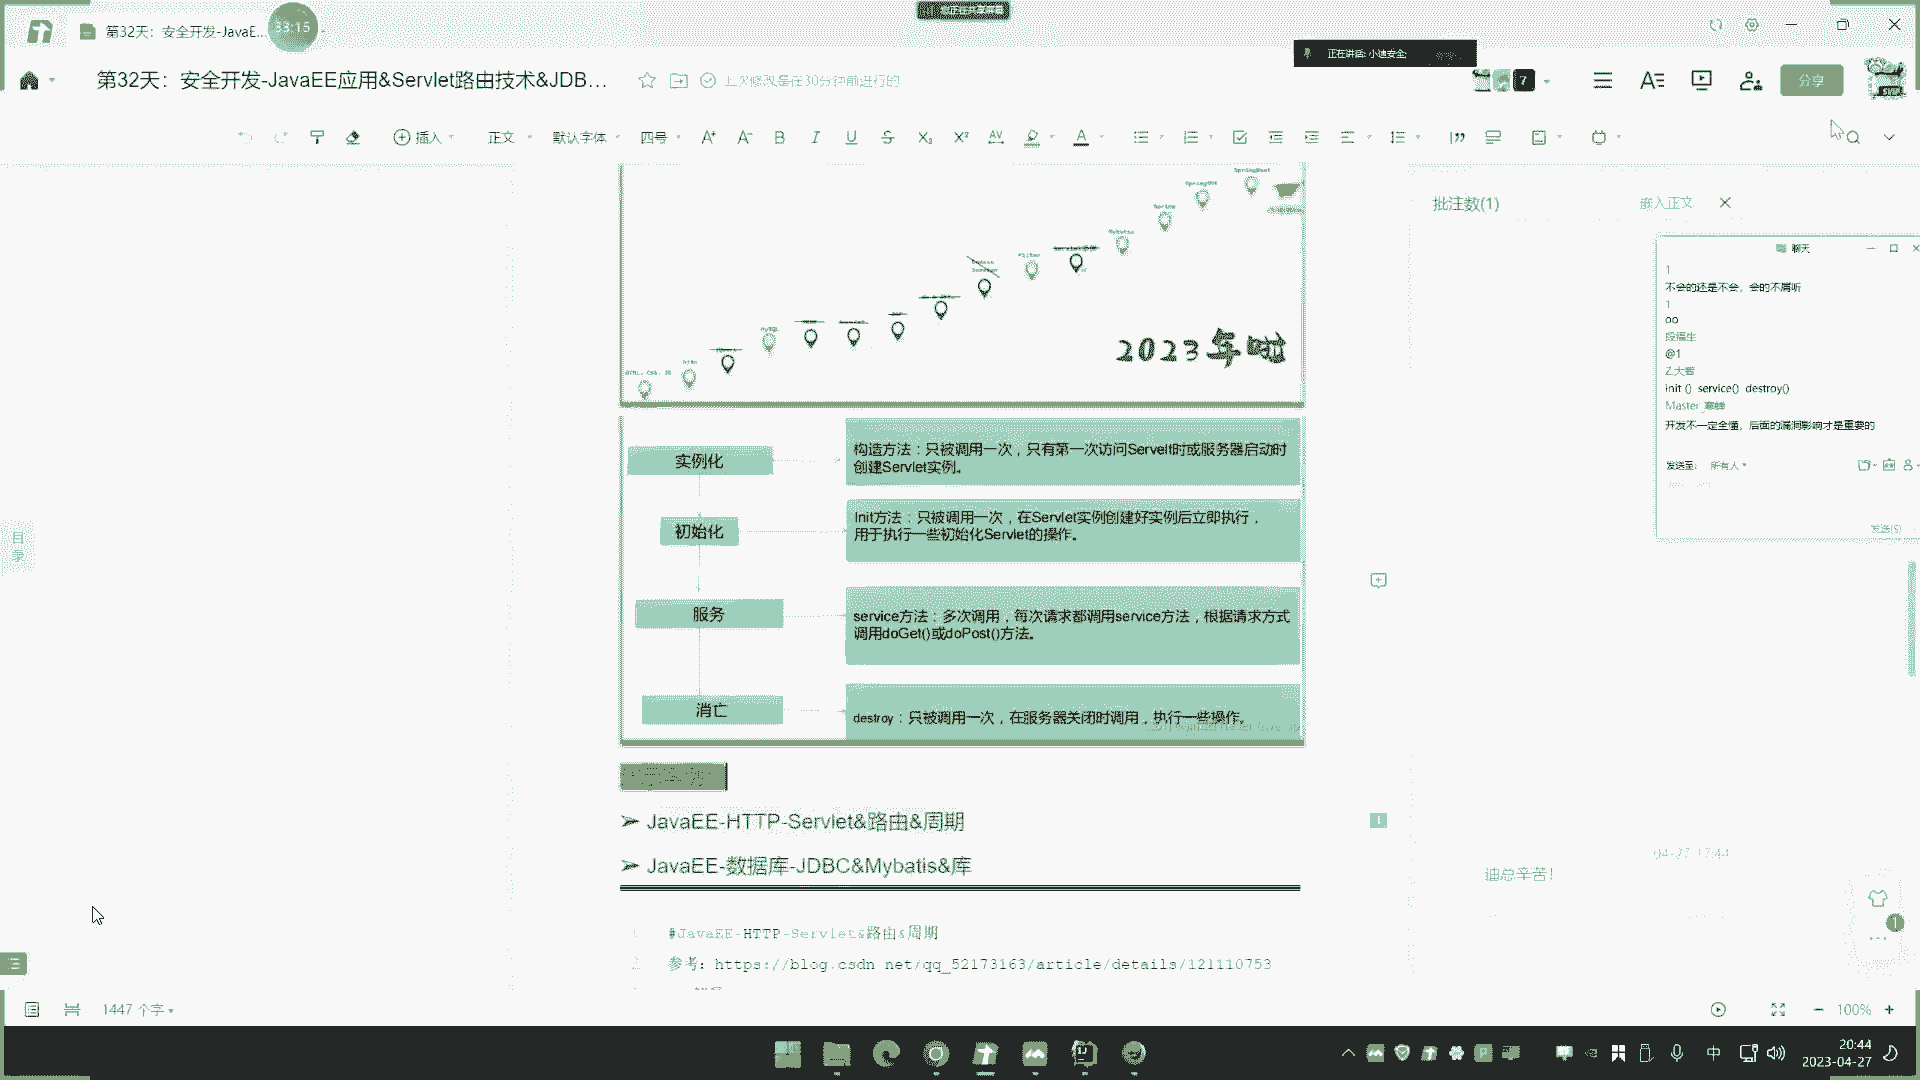 第32天：安全开发-JavaE...
33:15
正在讲话: 小迪安全;
第32天：安全开发-JavaEE应用&Servlet路由技术&JDB...
上次修改是在30分钟前进行的
7
分享
插入
正文
默认字体
四号
批注数(1)
嵌入正文
聊天
1
不会的还是不会，会的不屑听
1
oo
段福生
@1
Z.大誓
init () service() destroy()
Master
开发不一定全懂，后面的漏洞影响才是重要的
发送至：
所有人
发送(S)
MySQL
2023年啦
实例化
构造方法：只被调用一次，只有第一次访问Servelt时或服务器启动时
创建Servlet实例。
初始化
Init方法：只被调用一次，在Servlet实例创建好实例后立即执行，
用于执行一些初始化Servlet的操作。
服务
service方法：多次调用，每次请求都调用service方法，根据请求方式
调用doGet()或doPost()方法。
消亡
destroy：只被调用一次，在服务器关闭时调用，执行一些操作。
目录
➢ JavaEE-HTTP-Servlet&路由&周期
➢ JavaEE-数据库-JDBC&Mybatis&库
04-27 17:44
迪总辛苦！
1
1 #JavaEE-HTTP-Servlet&路由&周期
2 参考：https://blog.csdn.net/qq_52173163/article/details/121110753
1447 个字
100%
中
20:44
2023-04-27